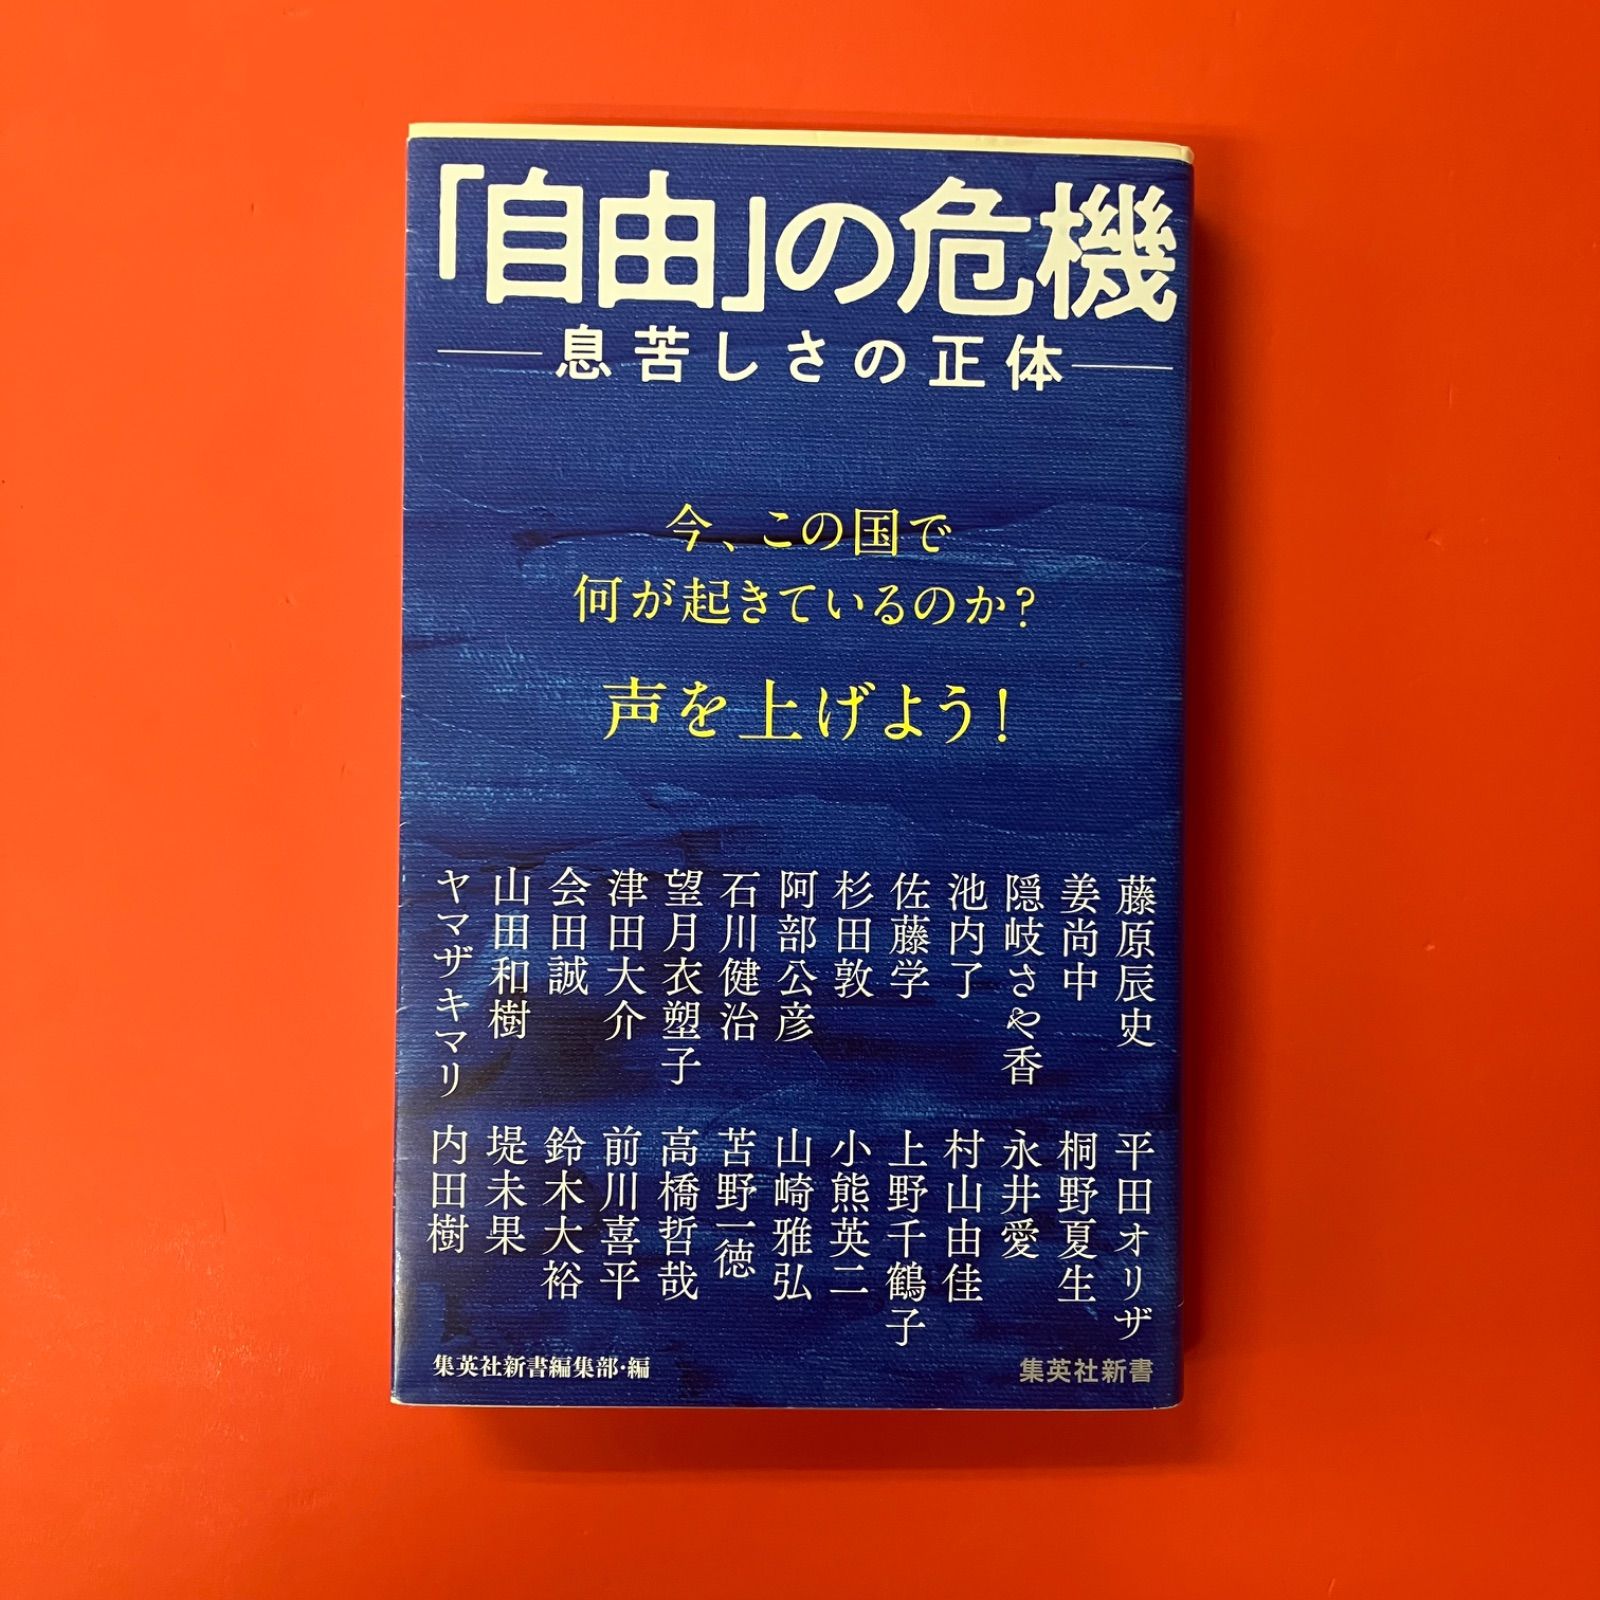 「自由」の危機
息苦しさの正体
今、この国で
何が起きているのか?
声を上げよう!
藤原辰史
姜尚中
隠岐さや香
池内了
佐藤学
杉田敦
阿部公彦
石川健治
望月衣塑子
津田大介
会田誠
山田和樹
ヤマザキマリ
平田オリザ
桐野夏生
永井愛
村山由佳
上野千鶴子
小熊英二
山崎雅弘
苫野一徳
高橋哲哉
前川喜平
鈴木大裕
堤未果
内田樹
集英社新書編集部・編
集英社新書